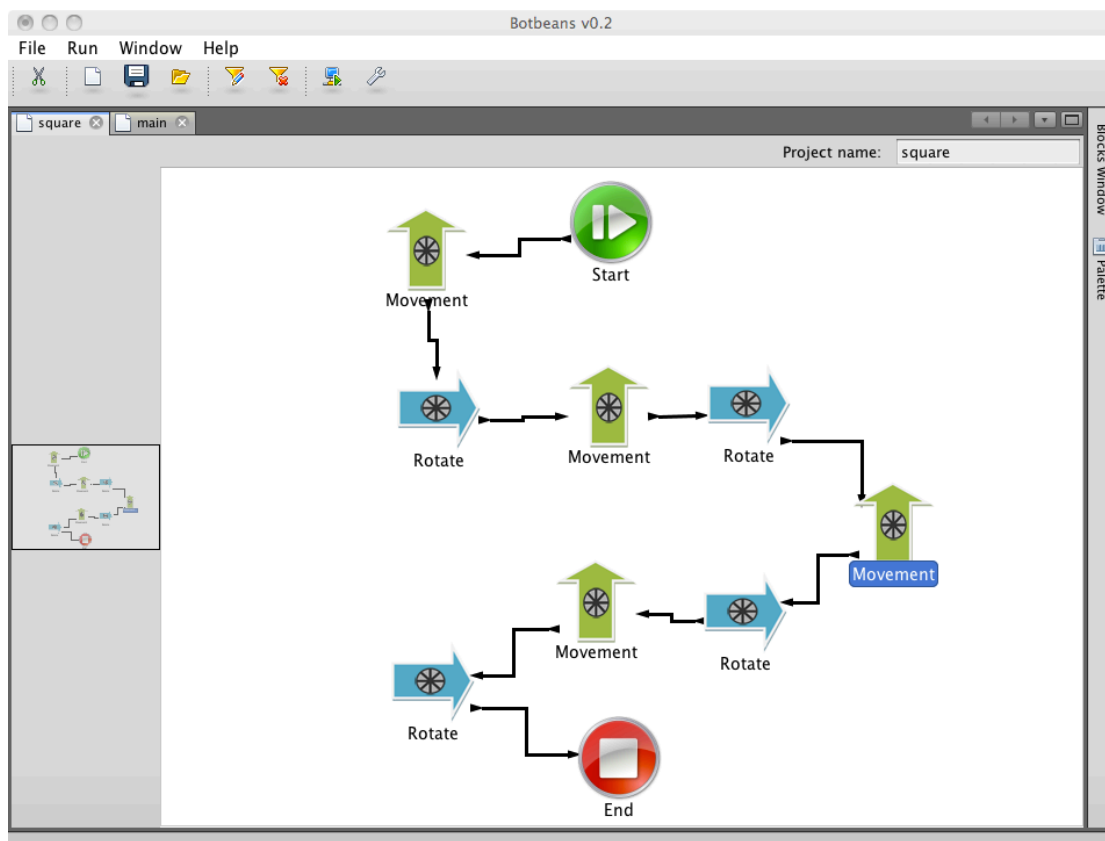 Botbeans v0.2
File Run Window Help
square main
Project name: square
Blocks Window
Palette
Start
Movement
Rotate
Movement
Rotate
Movement
Movement
Rotate
Rotate
End